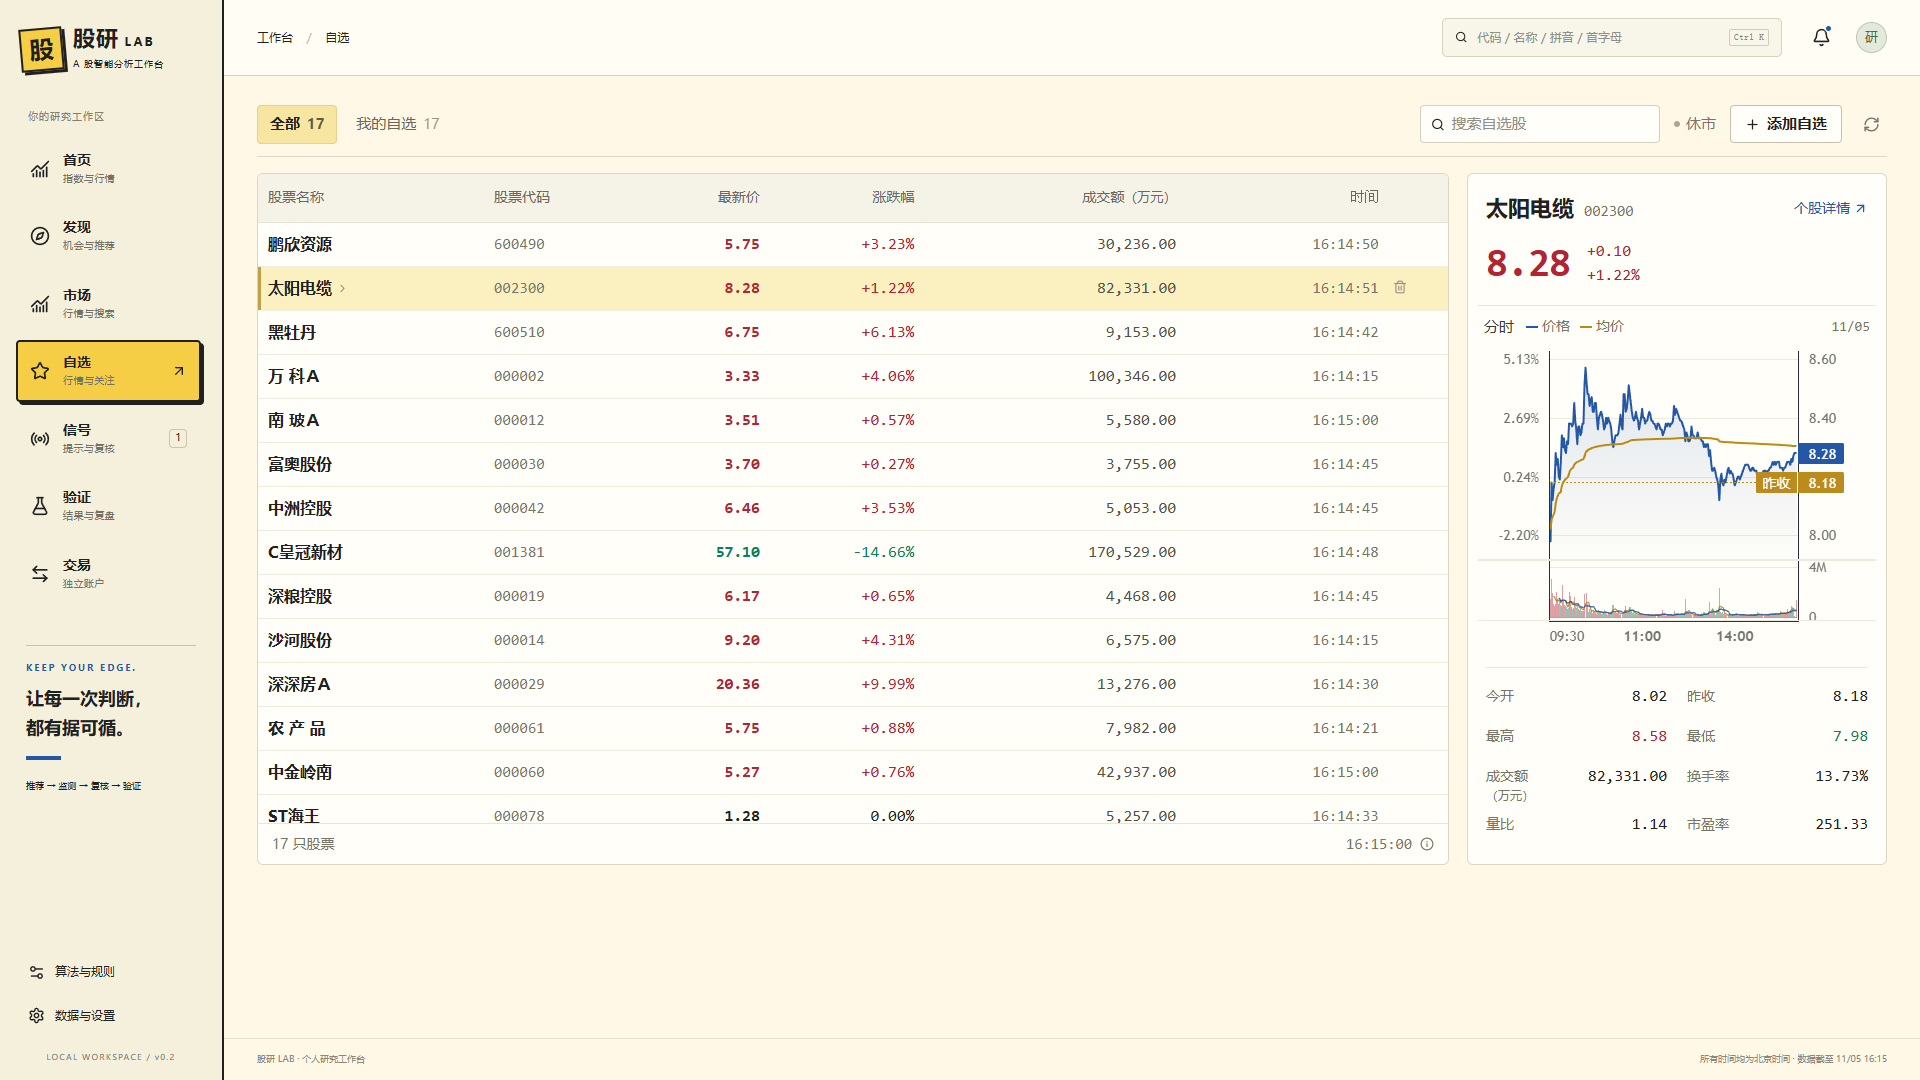 股
股研 LAB
A 股智能分析工作台
你的研究工作区
首页
指数与行情
发现
机会与推荐
市场
行情与搜索
自选
行情与关注
信号
提示与复核
1
验证
结果与复盘
交易
独立账户
KEEP YOUR EDGE.
让每一次判断,
都有据可循。
推荐 → 监测 → 复核 → 验证
算法与规则
数据与设置
LOCAL WORKSPACE / v0.2
工作台 / 自选
代码 / 名称 / 拼音 / 首字母 Ctrl K
研
全部 17 我的自选 17
搜索自选股
休市
添加自选
股票名称 股票代码 最新价 涨跌幅 成交额 (万元) 时间
鹏欣资源 600490 5.75 +3.23% 30,236.00 16:14:50
太阳电缆 002300 8.28 +1.22% 82,331.00 16:14:51
黑牡丹 600510 6.75 +6.13% 9,153.00 16:14:42
万 科A 000002 3.33 +4.06% 100,346.00 16:14:15
南 玻A 000012 3.51 +0.57% 5,580.00 16:15:00
富奥股份 000030 3.70 +0.27% 3,755.00 16:14:45
中洲控股 000042 6.46 +3.53% 5,053.00 16:14:45
C皇冠新材 001381 57.10 -14.66% 170,529.00 16:14:48
深粮控股 000019 6.17 +0.65% 4,468.00 16:14:45
沙河股份 000014 9.20 +4.31% 6,575.00 16:14:15
深深房A 000029 20.36 +9.99% 13,276.00 16:14:30
农 产 品 000061 5.75 +0.88% 7,982.00 16:14:21
中金岭南 000060 5.27 +0.76% 42,937.00 16:15:00
ST海王 000078 1.28 0.00% 5,257.00 16:14:33
17 只股票 16:15:00
太阳电缆 002300 个股详情
8.28
+0.10
+1.22%
分时 价格 均价 11/05
5.13% 8.60
2.69% 8.40
8.28
0.24% 昨收 8.18
-2.20% 8.00
4M
0
09:30 11:00 14:00
今开 8.02 昨收 8.18
最高 8.58 最低 7.98
成交额 82,331.00 换手率 13.73%
(万元)
量比 1.14 市盈率 251.33
股研 LAB · 个人研究工作台
所有时间均为北京时间 · 数据截至 11/05 16:15